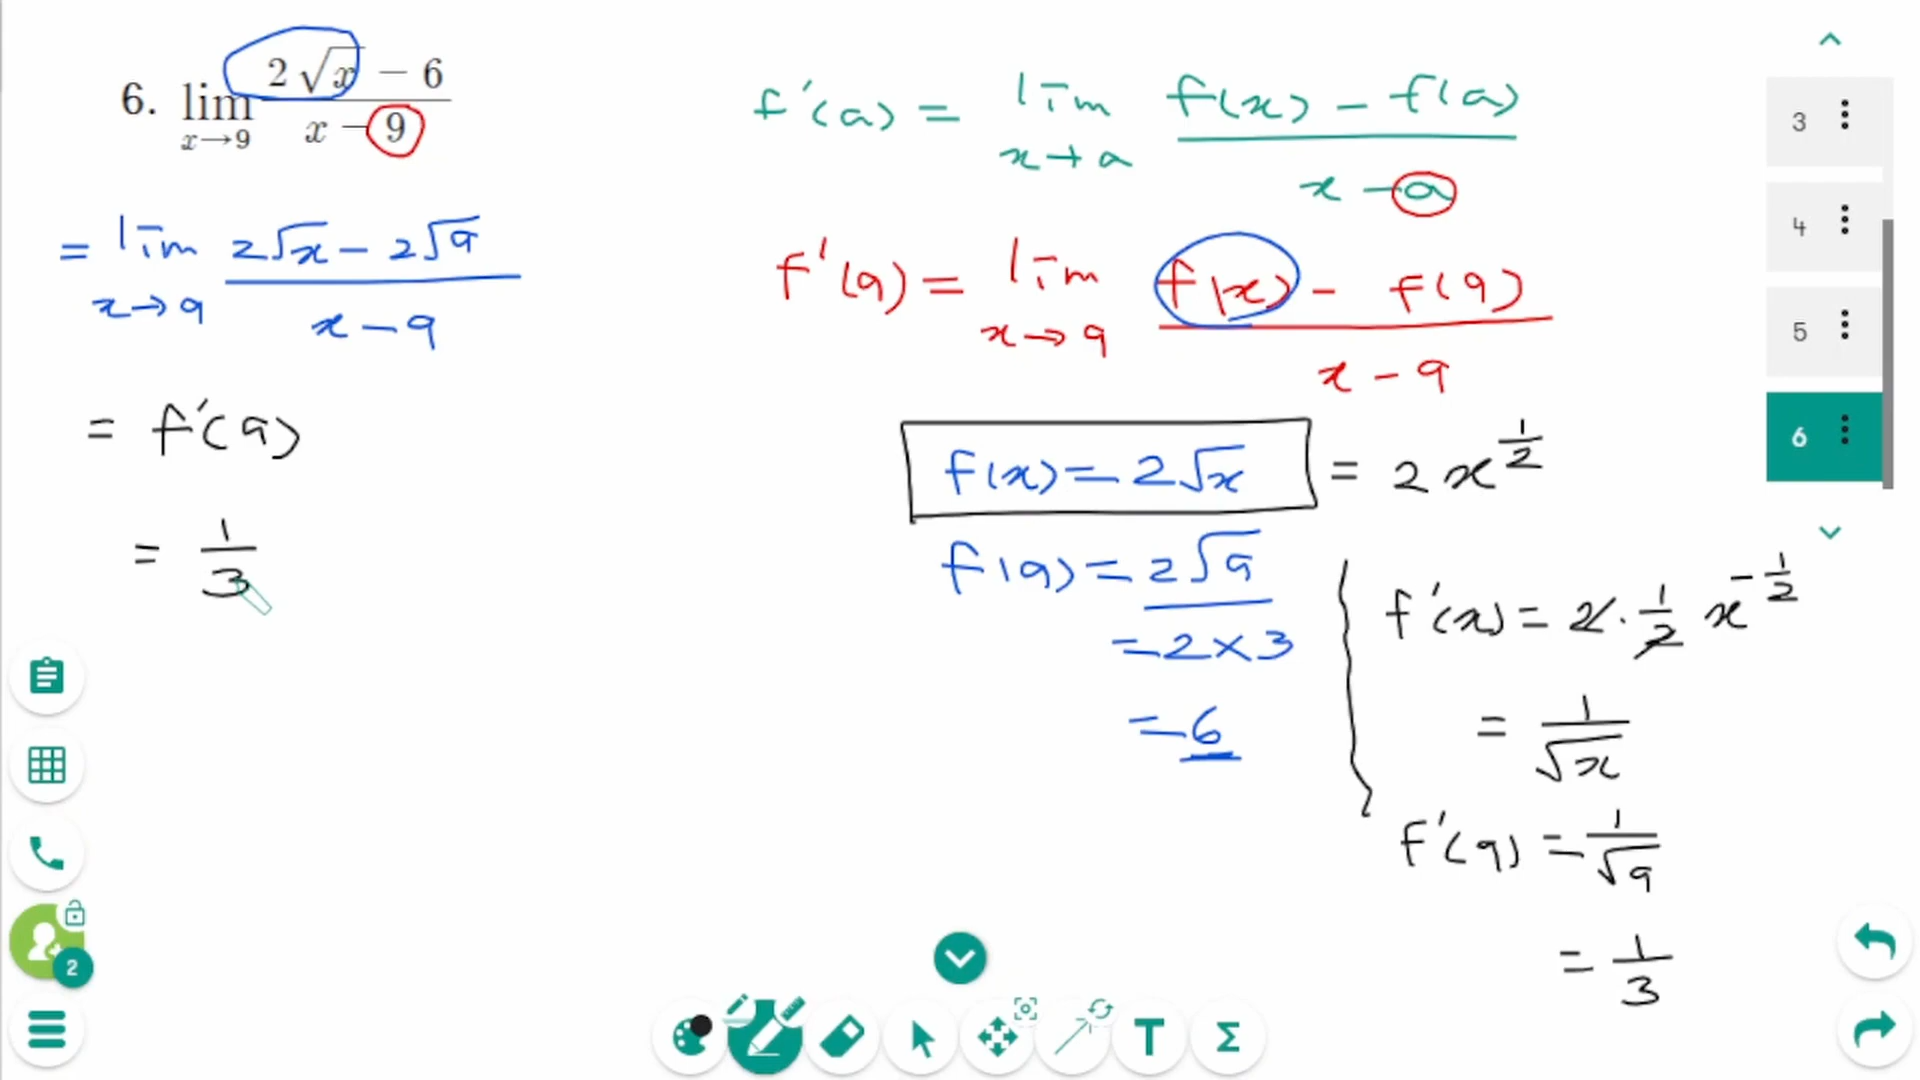 6. lim x→9 (2√x − 6)/(x − 9)
= lim x→9 (2√x − 2√9)/(x − 9)
= f'(9)
= 1/3
f'(a) = lim x→a (f(x) − f(a))/(x − a)
f'(9) = lim x→9 (f(x) − f(9))/(x − 9)
f(x) = 2√x = 2x^(1/2)
f(9) = 2√9
= 2×3
= 6
f'(x) = 2·1/2 x^(−1/2)
= 1/√x
f'(9) = 1/√9
= 1/3
3
4
5
6
2
T
Σ